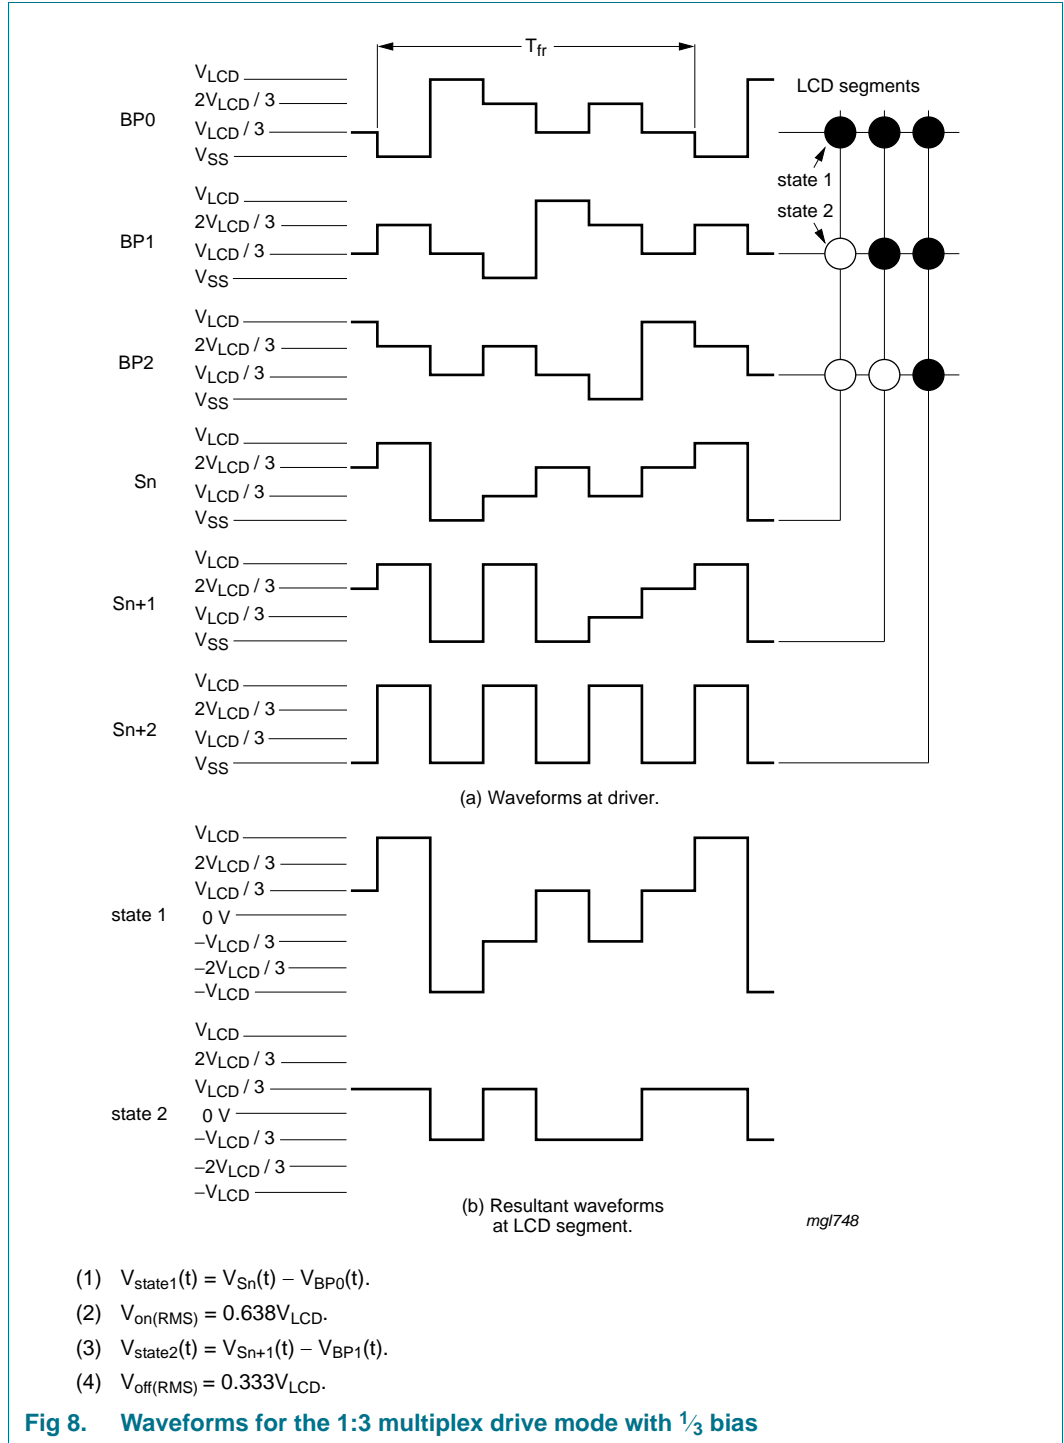 Tfr
VLCD
2VLCD / 3
VLCD / 3
VSS
BP0
LCD segments
state 1
state 2
VLCD
2VLCD / 3
VLCD / 3
VSS
BP1
VLCD
2VLCD / 3
VLCD / 3
VSS
BP2
VLCD
2VLCD / 3
VLCD / 3
VSS
Sn
VLCD
2VLCD / 3
VLCD / 3
VSS
Sn+1
VLCD
2VLCD / 3
VLCD / 3
VSS
Sn+2
(a) Waveforms at driver.
VLCD
2VLCD / 3
VLCD / 3
0 V
−VLCD / 3
−2VLCD / 3
−VLCD
state 1
VLCD
2VLCD / 3
VLCD / 3
0 V
−VLCD / 3
−2VLCD / 3
−VLCD
state 2
(b) Resultant waveforms
at LCD segment.
mgl748
(1) Vstate1(t) = VSn(t) − VBP0(t).
(2) Von(RMS) = 0.638VLCD.
(3) Vstate2(t) = VSn+1(t) − VBP1(t).
(4) Voff(RMS) = 0.333VLCD.
Fig 8. Waveforms for the 1:3 multiplex drive mode with 1⁄3 bias